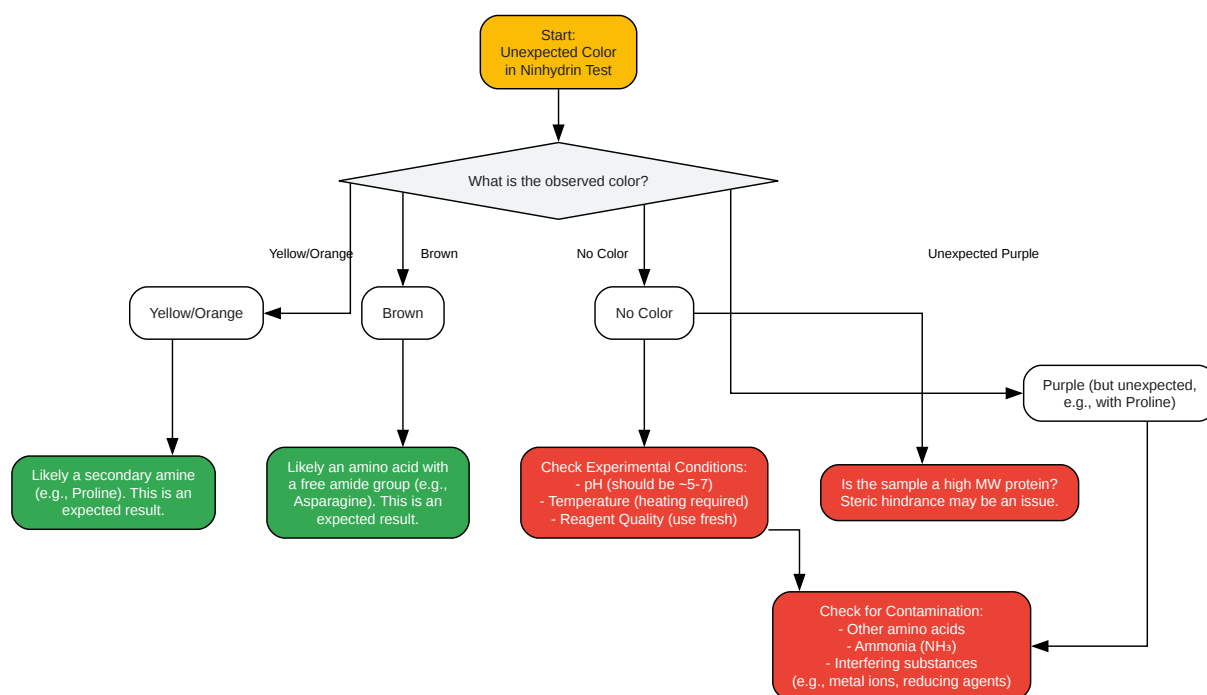 Start:
Unexpected Color
in Ninhydrin Test
What is the observed color?
Yellow/Orange
Brown
No Color
Unexpected Purple
Yellow/Orange
Brown
No Color
Purple (but unexpected,
e.g., with Proline)
Likely a secondary amine
(e.g., Proline). This is an
expected result.
Likely an amino acid with
a free amide group (e.g.,
Asparagine). This is an
expected result.
Check Experimental Conditions:
- pH (should be ~5-7)
- Temperature (heating required)
- Reagent Quality (use fresh)
Is the sample a high MW protein?
Steric hindrance may be an issue.
Check for Contamination:
- Other amino acids
- Ammonia (NH₃)
- Interfering substances
(e.g., metal ions, reducing agents)